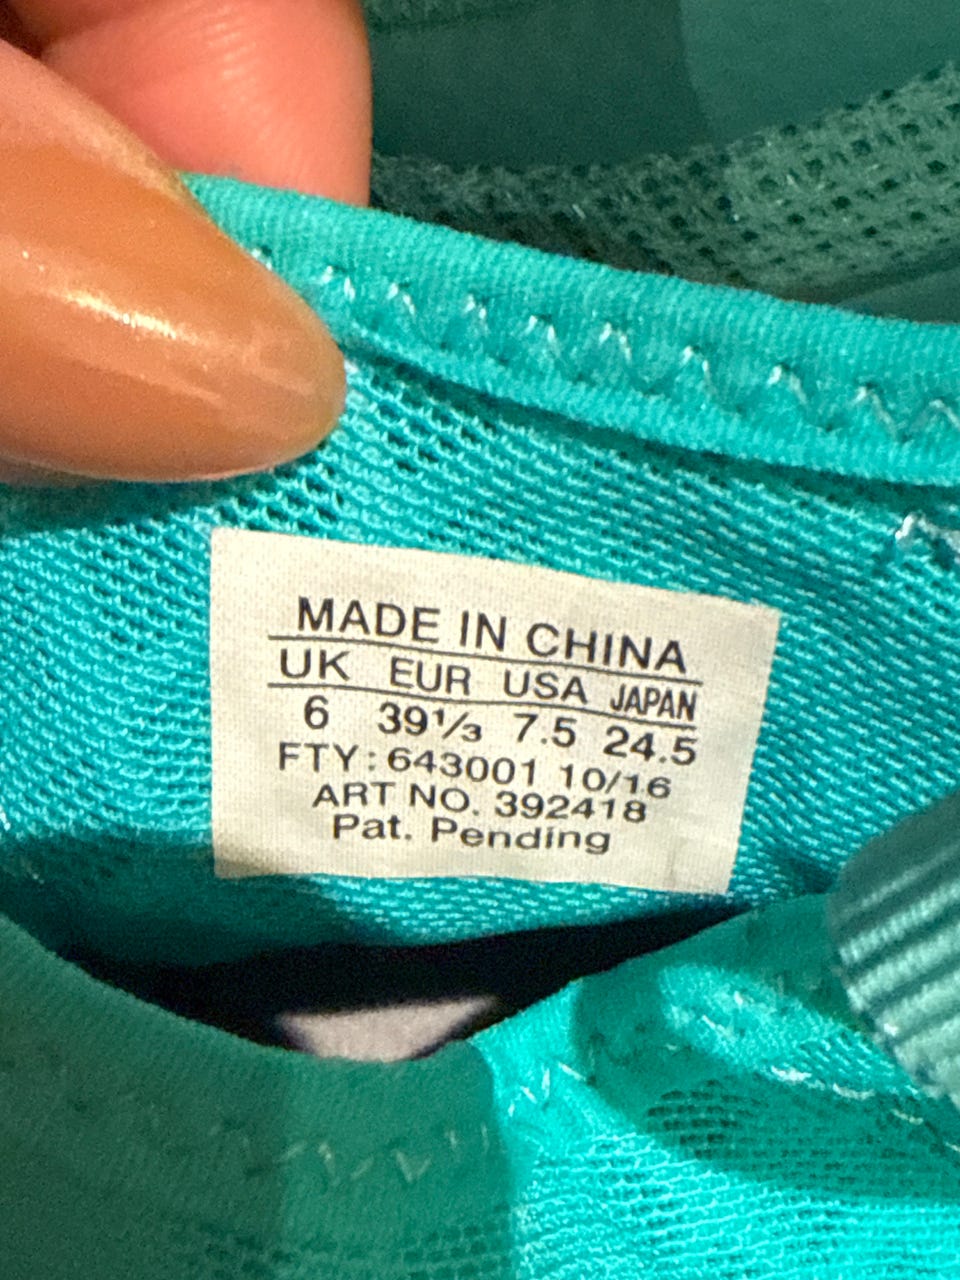 MADE IN CHINA
UK EUR USA JAPAN
6 39⅓ 7.5 24.5
FTY: 643001 10/16
ART NO. 392418
Pat. Pending